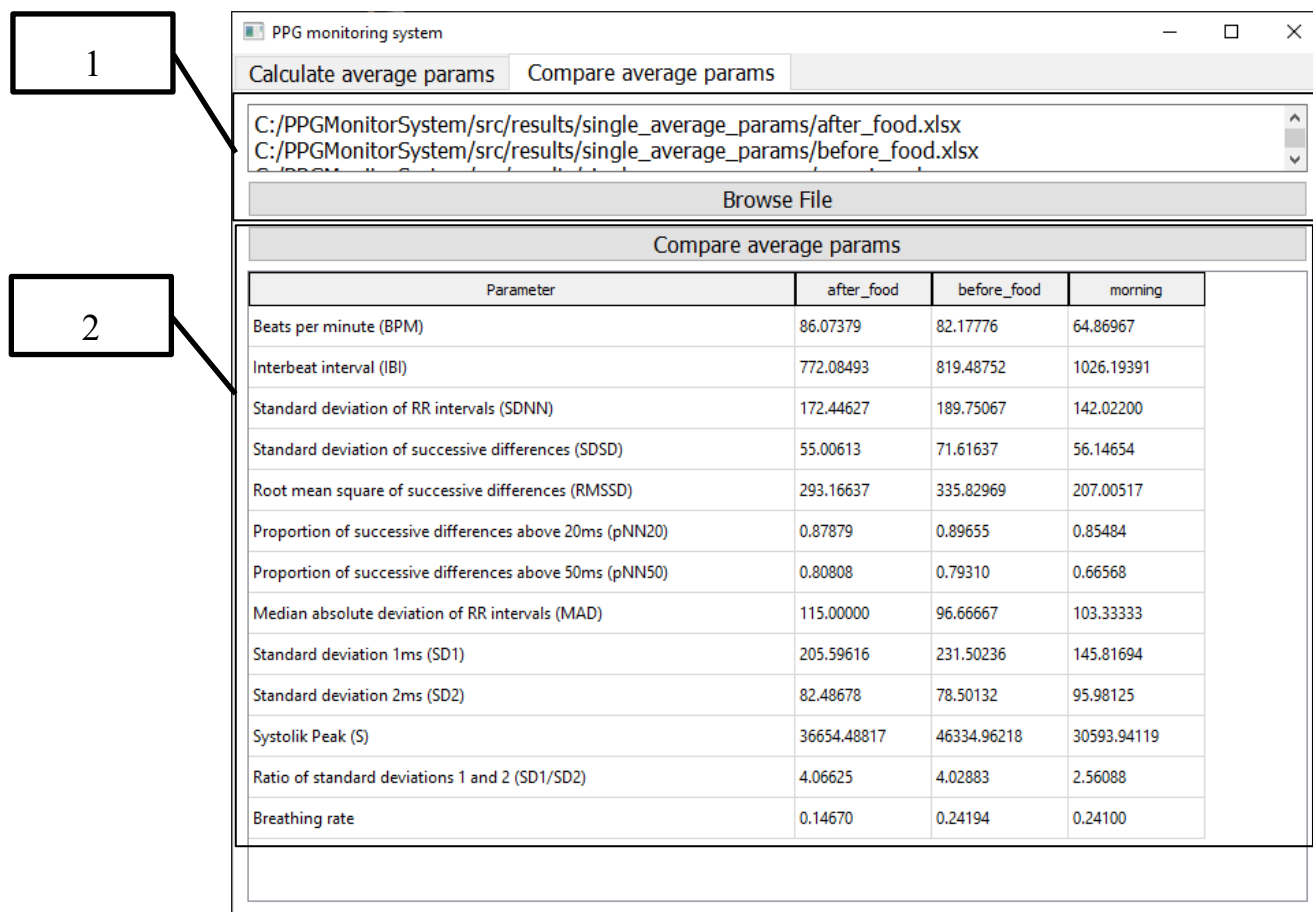 1
PPG monitoring system
Calculate average params Compare average params
C:/PPGMonitorSystem/src/results/single_average_params/after_food.xlsx
C:/PPGMonitorSystem/src/results/single_average_params/before_food.xlsx
Browse File
Compare average params
2
Parameter after_food before_food morning
Beats per minute (BPM) 86.07379 82.17776 64.86967
Interbeat interval (IBI) 772.08493 819.48752 1026.19391
Standard deviation of RR intervals (SDNN) 172.44627 189.75067 142.02200
Standard deviation of successive differences (SDSD) 55.00613 71.61637 56.14654
Root mean square of successive differences (RMSSD) 293.16637 335.82969 207.00517
Proportion of successive differences above 20ms (pNN20) 0.87879 0.89655 0.85484
Proportion of successive differences above 50ms (pNN50) 0.80808 0.79310 0.66568
Median absolute deviation of RR intervals (MAD) 115.00000 96.66667 103.33333
Standard deviation 1ms (SD1) 205.59616 231.50236 145.81694
Standard deviation 2ms (SD2) 82.48678 78.50132 95.98125
Systolik Peak (S) 36654.48817 46334.96218 30593.94119
Ratio of standard deviations 1 and 2 (SD1/SD2) 4.06625 4.02883 2.56088
Breathing rate 0.14670 0.24194 0.24100